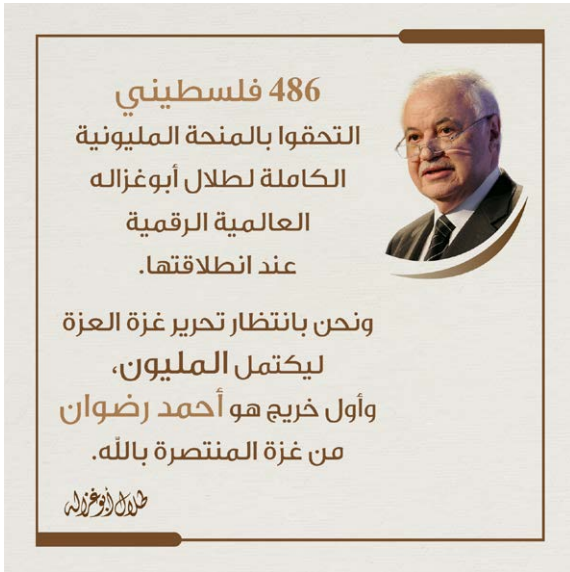 486 فلسطيني
التحقوا بالمنحة المليونية
الكاملة لطلال أبوغزاله
العالمية الرقمية
عند انطلاقتها.
ونحن بانتظار تحرير غزة العزة
ليكتمل المليون،
وأول خريج هو أحمد رضوان
من غزة المنتصرة بالله.
طلال أبوغزاله